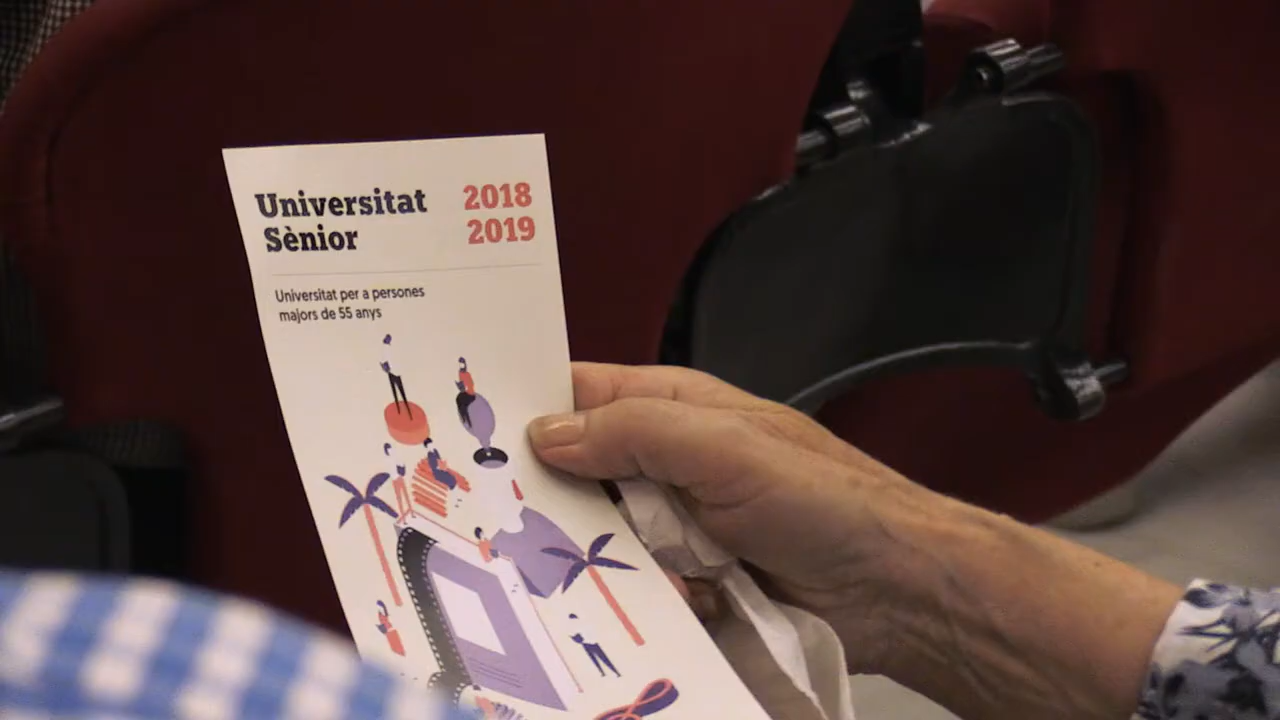 Universitat
Sènior
2018
2019
Universitat per a persones
majors de 55 anys